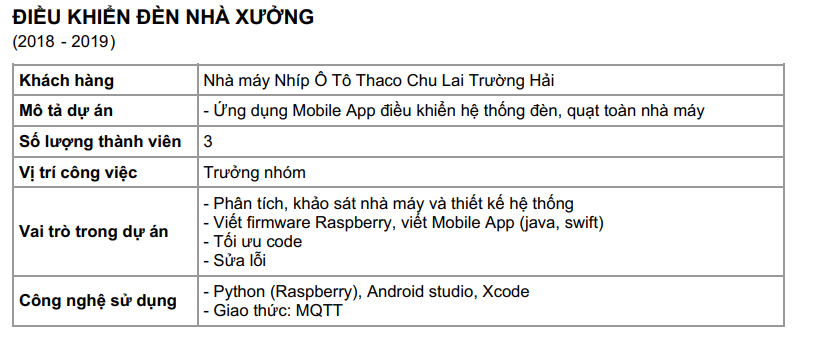 ĐIỀU KHIỂN ĐÈN NHÀ XƯỞNG
(2018 - 2019)
Khách hàng Nhà máy Nhíp Ô Tô Thaco Chu Lai Trường Hải
Mô tả dự án - Ứng dụng Mobile App điều khiển hệ thống đèn, quạt toàn nhà máy
Số lượng thành viên 3
Vị trí công việc Trưởng nhóm
Vai trò trong dự án - Phân tích, khảo sát nhà máy và thiết kế hệ thống
- Viết firmware Raspberry, viết Mobile App (java, swift)
- Tối ưu code
- Sửa lỗi
Công nghệ sử dụng - Python (Raspberry), Android studio, Xcode
- Giao thức: MQTT